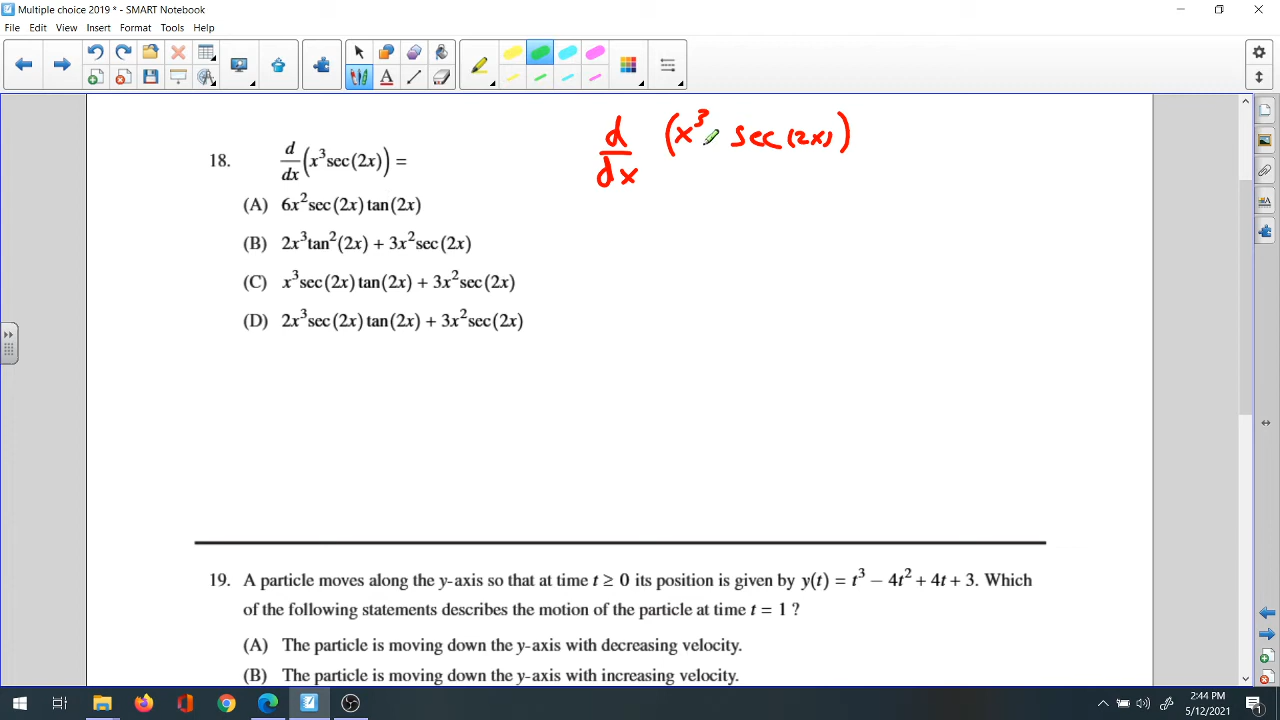 Multiple choice 2019 * - SMART Notebook
File Edit View Insert Format Tools Help
d/dx (x³ sec(2x))
18. d/dx (x³sec(2x)) =
(A) 6x²sec(2x)tan(2x)
(B) 2x³tan²(2x) + 3x²sec(2x)
(C) x³sec(2x)tan(2x) + 3x²sec(2x)
(D) 2x³sec(2x)tan(2x) + 3x²sec(2x)
19. A particle moves along the y-axis so that at time t ≥ 0 its position is given by y(t) = t³ − 4t² + 4t + 3. Which
of the following statements describes the motion of the particle at time t = 1 ?
(A) The particle is moving down the y-axis with decreasing velocity.
(B) The particle is moving down the y-axis with increasing velocity.
2:44 PM
5/12/2021